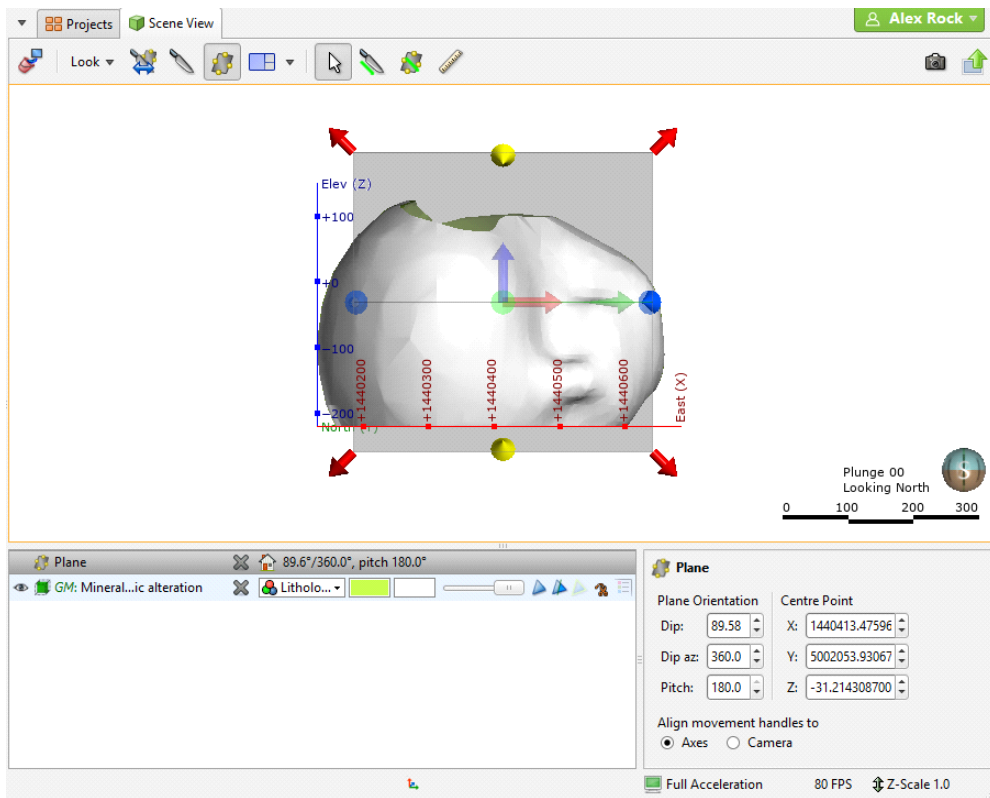 Projects
Scene View
Alex Rock
Look
Elev (Z)
+100
+0
-100
-200
North (Y)
+1440200
+1440300
+1440400
+1440500
+1440600
East (X)
S
Plunge 00
Looking North
0 100 200 300
Plane 89.6°/360.0°, pitch 180.0°
GM: Mineral...ic alteration Litholo...
Plane
Plane Orientation Centre Point
Dip: 89.58 X: 1440413.47596
Dip az: 360.0 Y: 5002053.93067
Pitch: 180.0 Z: -31.214308700
Align movement handles to
Axes Camera
Full Acceleration 80 FPS Z-Scale 1.0